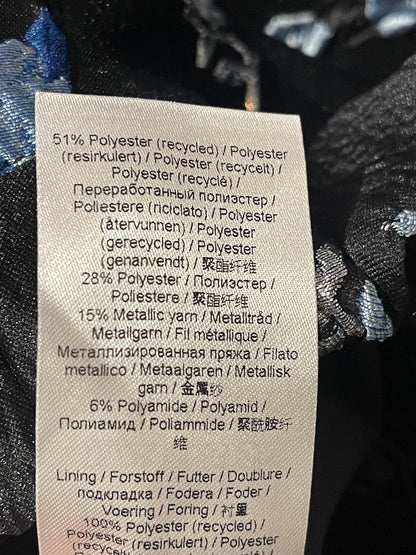 51% Polyester (recycled) / Polyester
(resirkulert) / Polyester (recycelt) /
Polyester (recyclé) /
Переработанный полиэстер /
Poliestere (riciclato) / Polyester
(återvunnen) / Polyester
(gerecycled) / Polyester
(genanvendt) / 聚酯纤维
28% Polyester / Полиэстер /
Poliestere / 聚酯纤维
15% Metallic yarn / Metalltråd /
Metallgarn / Fil métallique /
Металлизированная пряжа / Filato
metallico / Metaalgaren / Metallisk
garn / 金属纱
6% Polyamide / Polyamid /
Полиамид / Poliammide / 聚酰胺纤
维
Lining / Forstoff / Futter / Doublure /
подкладка / Fodera / Foder /
Voering / Foring / 衬里
100% Polyester (recycled) /
Polyester (resirkulert) / Polyester
(recycelt) / Polyester